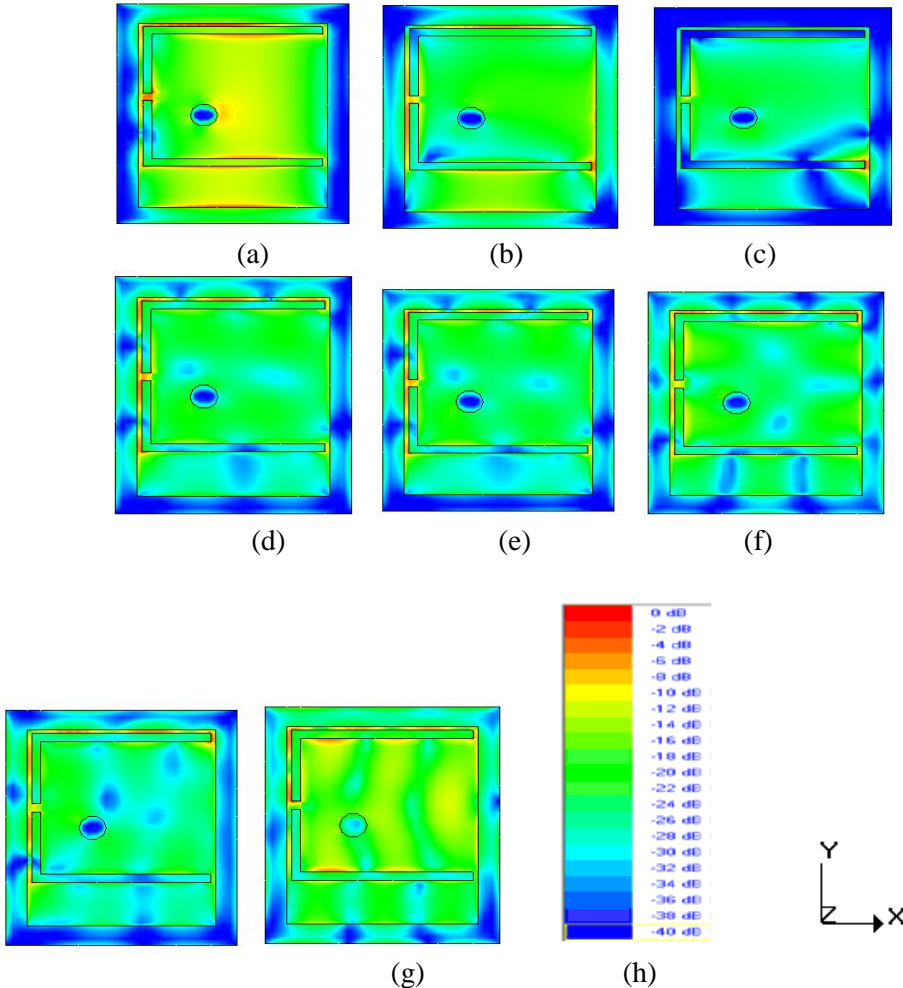 (a)
(b)
(c)
(d)
(e)
(f)
0 dB
-2 dB
-4 dB
-6 dB
-8 dB
-10 dB
-12 dB
-14 dB
-16 dB
-18 dB
-20 dB
-22 dB
-24 dB
-26 dB
-28 dB
-30 dB
-32 dB
-34 dB
-36 dB
-38 dB
-40 dB
Y
Z
X
(g)
(h)